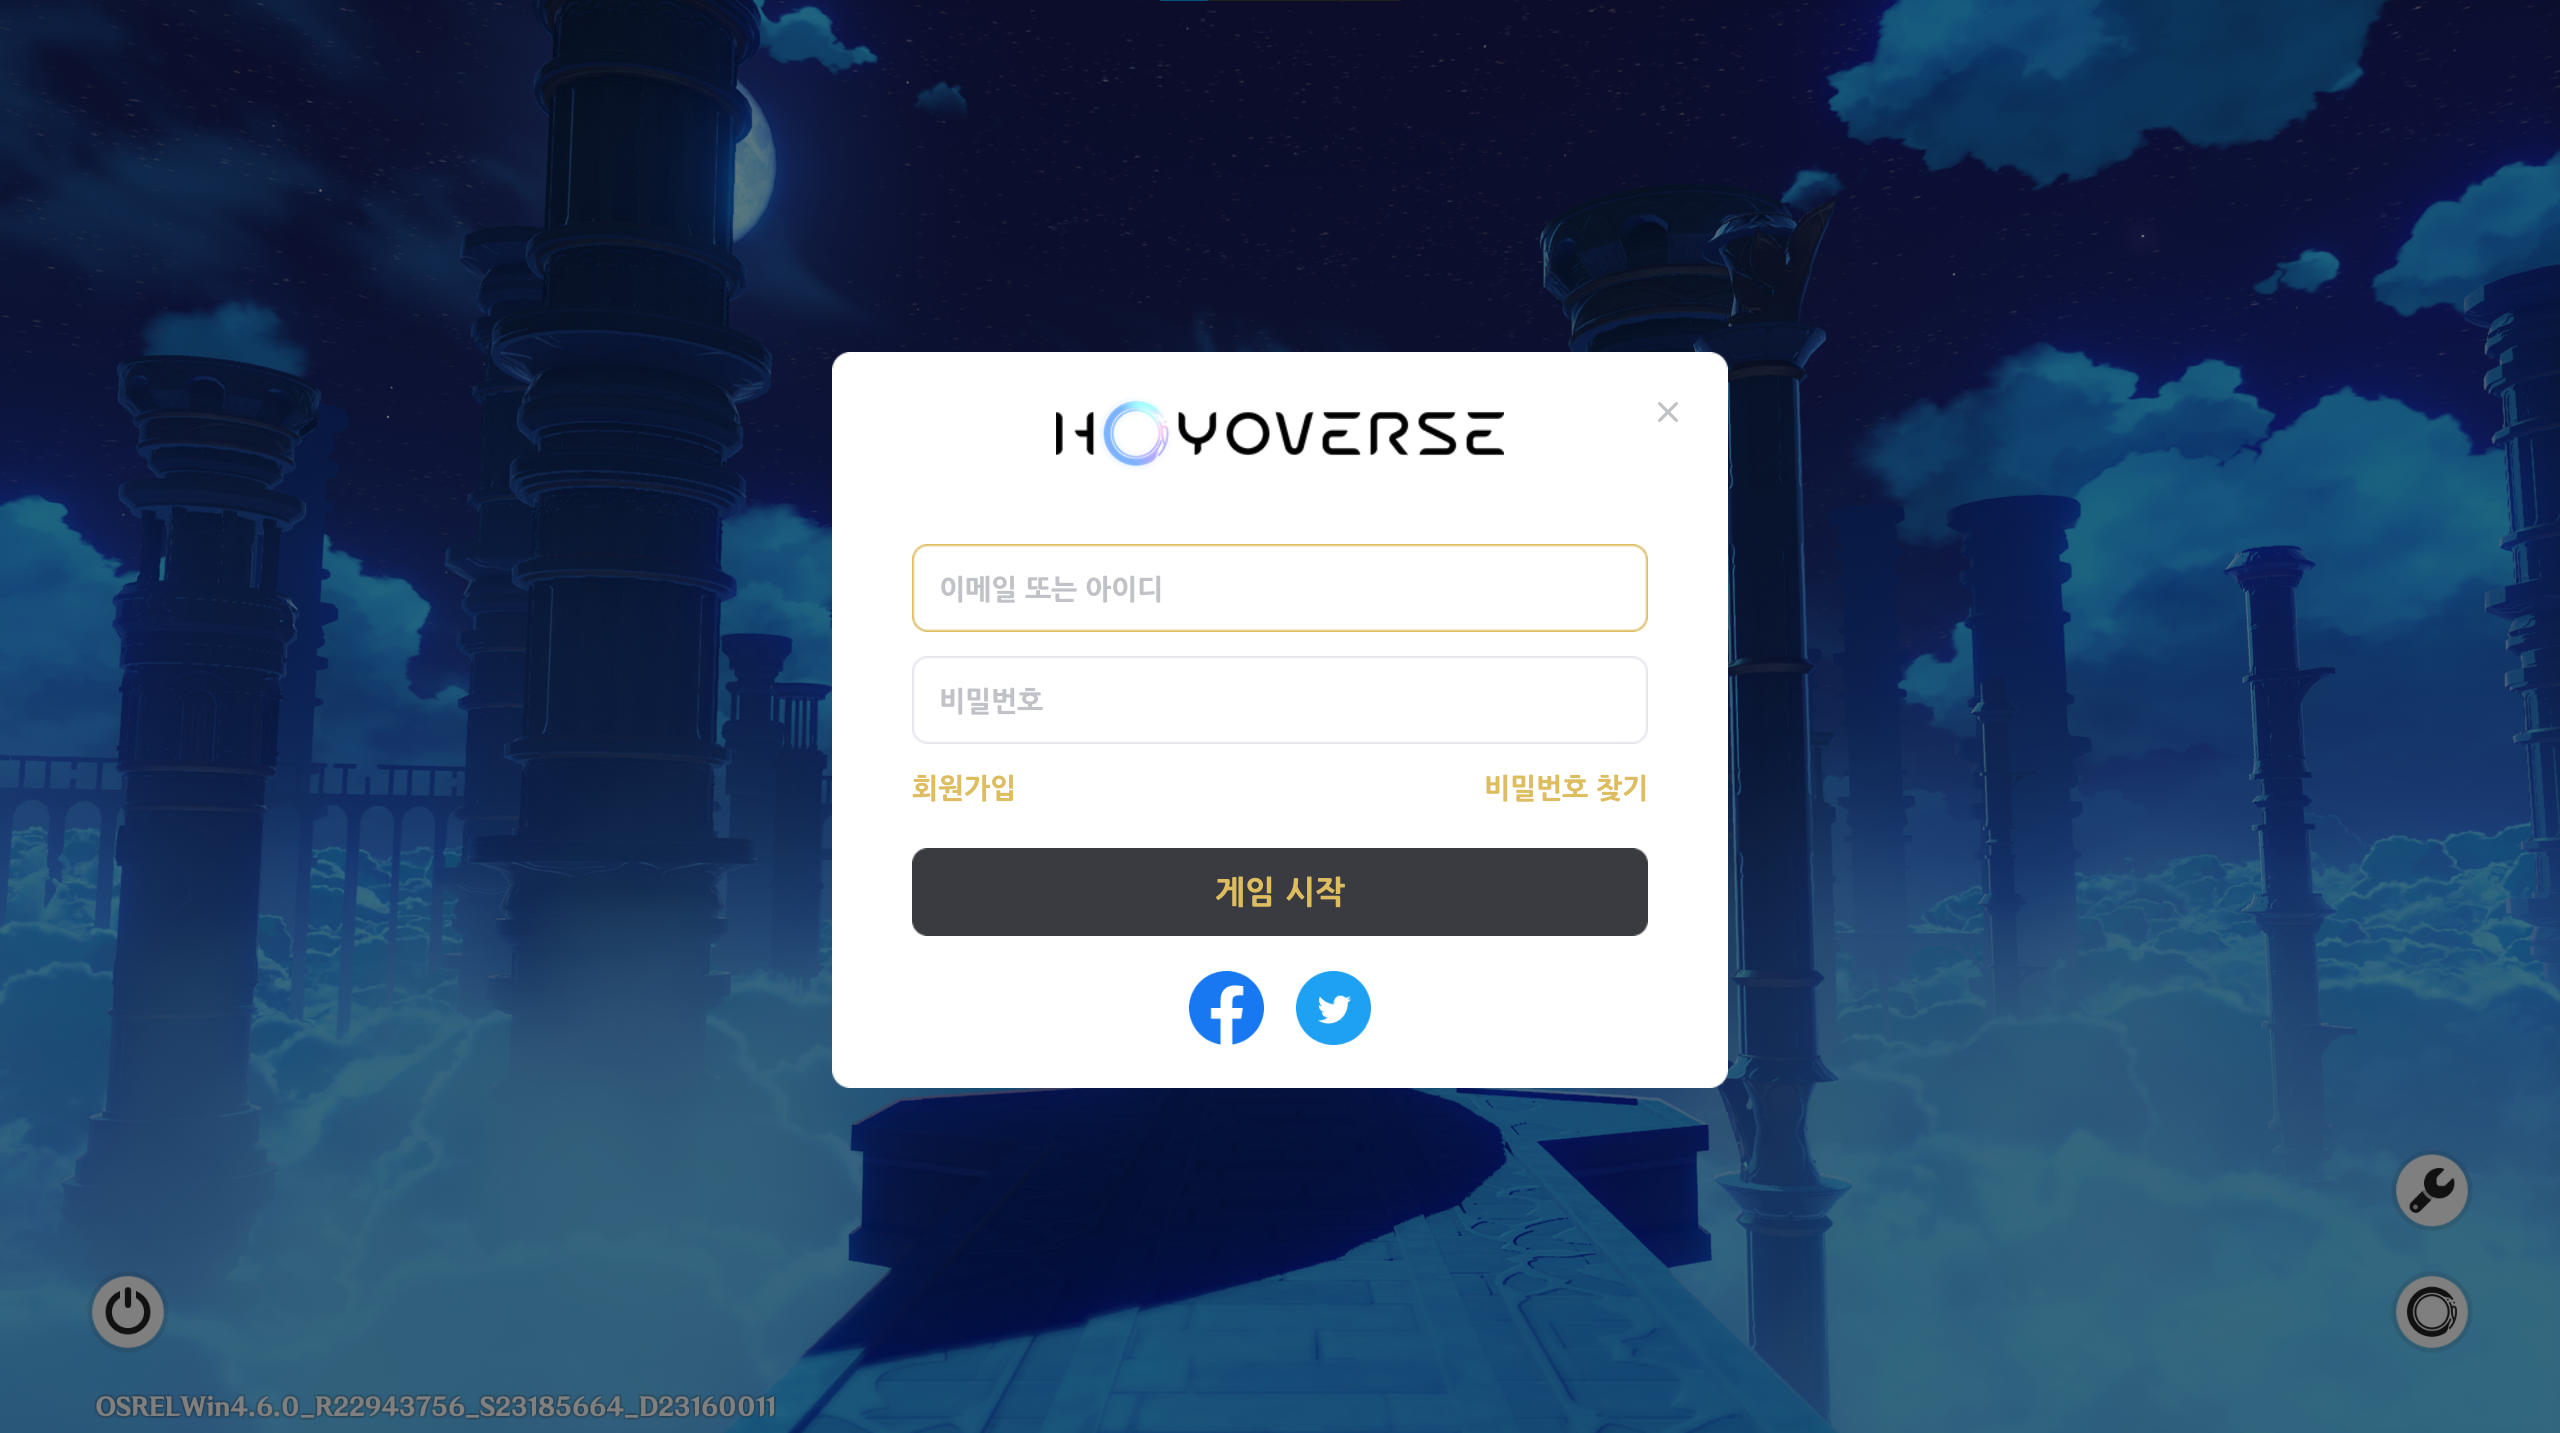 HOYOVERSE
이메일 또는 아이디
비밀번호
회원가입
비밀번호 찾기
게임 시작
OSRELWin4.6.0_R22943756_S23185664_D23160011